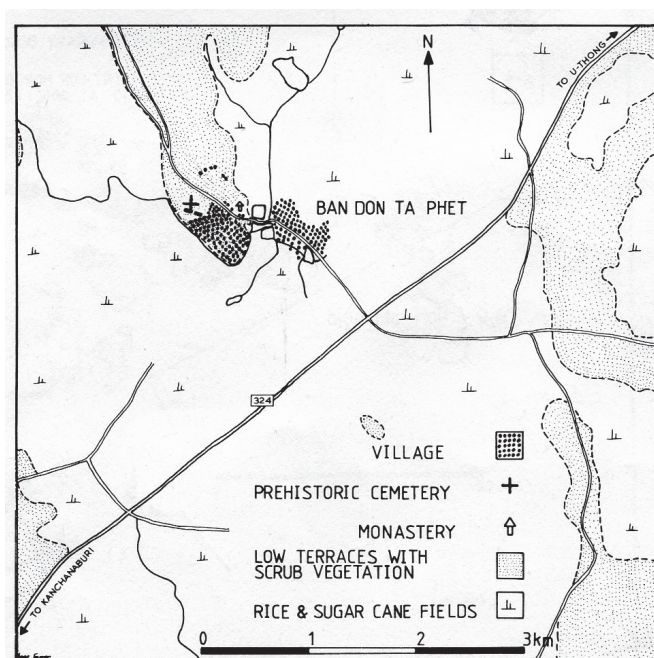 N
TO U-THONG
BAN DON TA PHET
324
VILLAGE
PREHISTORIC CEMETERY
MONASTERY
LOW TERRACES WITH
SCRUB VEGETATION
RICE & SUGAR CANE FIELDS
TO KANCHANABURI
0 1 2 3km